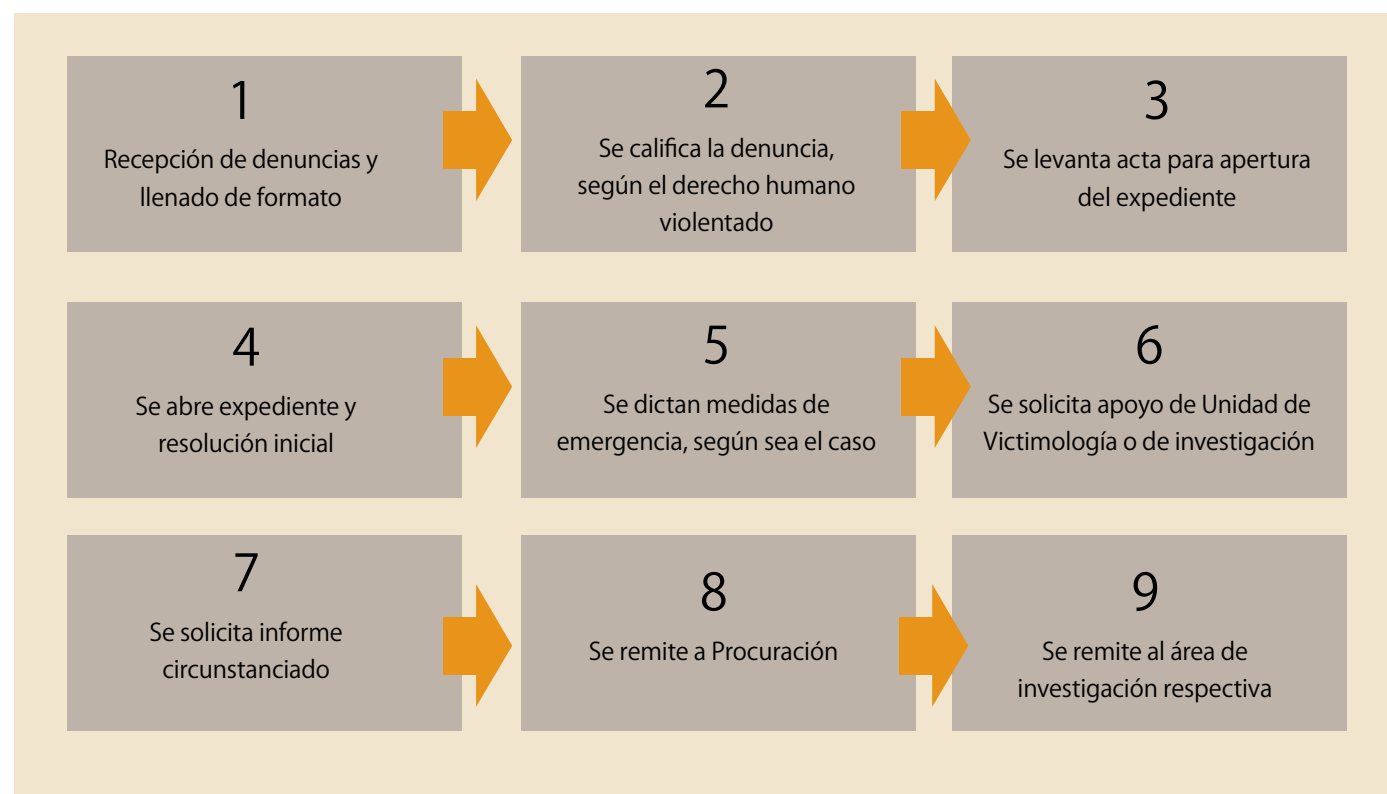 1
Recepción de denuncias y
llenado de formato
2
Se califica la denuncia,
según el derecho humano
violentado
3
Se levanta acta para apertura
del expediente
4
Se abre expediente y
resolución inicial
5
Se dictan medidas de
emergencia, según sea el caso
6
Se solicita apoyo de Unidad de
Victimología o de investigación
7
Se solicita informe
circunstanciado
8
Se remite a Procuración
9
Se remite al área de
investigación respectiva